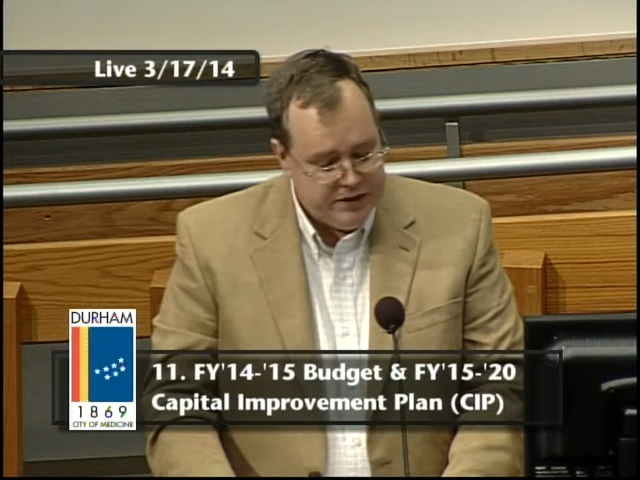 Live 3/17/14
DURHAM
1869
CITY OF MEDICINE
11. FY'14-'15 Budget & FY'15-'20
Capital Improvement Plan (CIP)